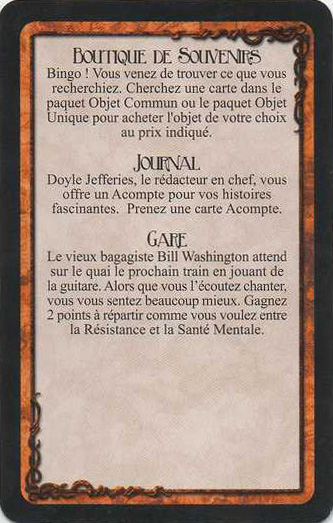 Boutique de Souvenirs
Bingo ! Vous venez de trouver ce que vous
recherchiez. Cherchez une carte dans le
paquet Objet Commun ou le paquet Objet
Unique pour acheter l'objet de votre choix
au prix indiqué.
Journal
Doyle Jefferies, le rédacteur en chef, vous
offre un Acompte pour vos histoires
fascinantes. Prenez une carte Acompte.
Gare
Le vieux bagagiste Bill Washington attend
sur le quai le prochain train en jouant de
la guitare. Alors que vous l'écoutez chanter,
vous vous sentez beaucoup mieux. Gagnez
2 points à répartir comme vous voulez entre
la Résistance et la Santé Mentale.